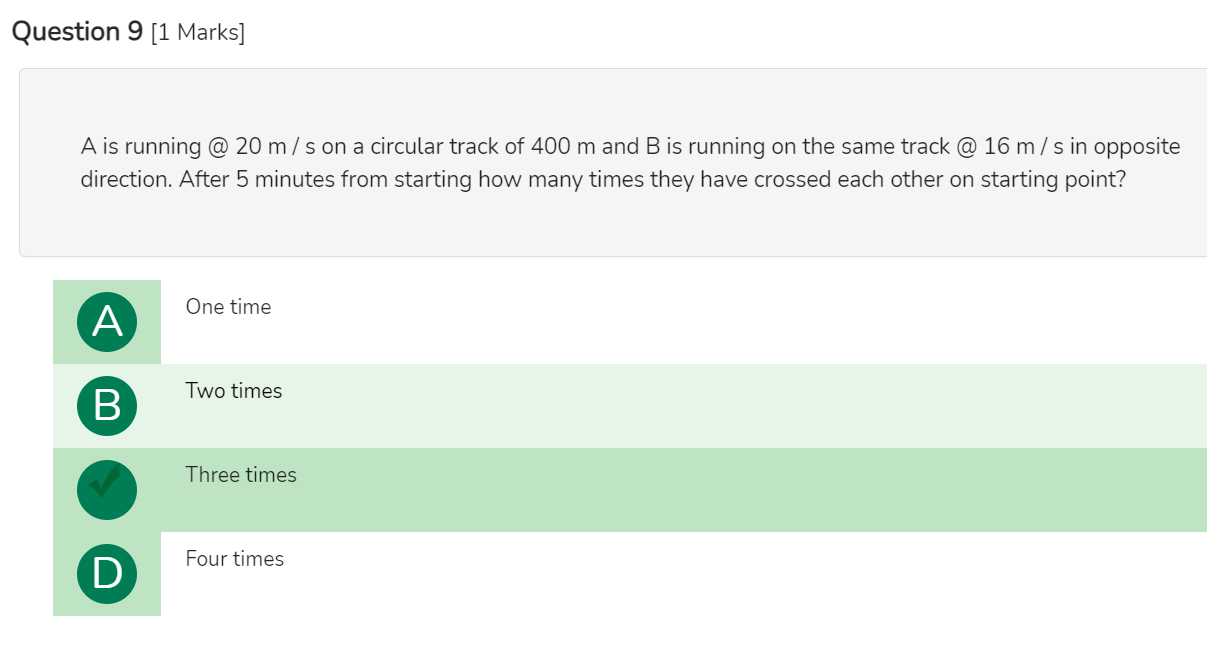 Question 9 [1 Marks]
A is running @ 20 m / s on a circular track of 400 m and B is running on the same track @ 16 m / s in opposite
direction. After 5 minutes from starting how many times they have crossed each other on starting point?
A One time
B Two times
Three times
D Four times